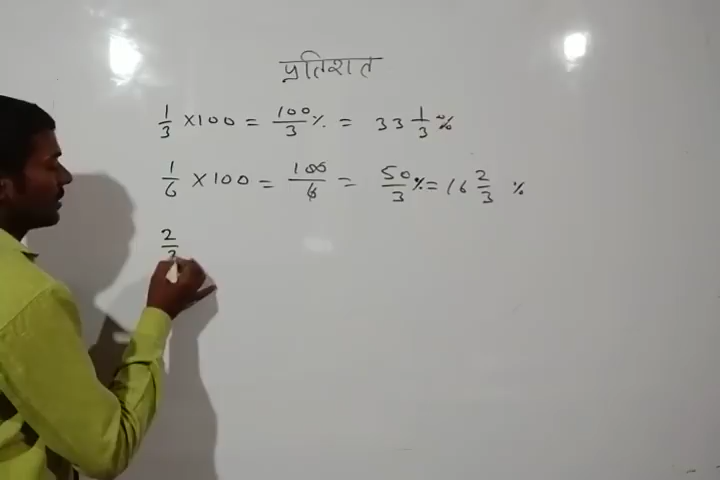 प्रतिशत
1/3 ×100 = 100/3 % = 33 1/3 %
1/6 ×100 = 100/6 = 50/3 % = 16 2/3 %
2/3